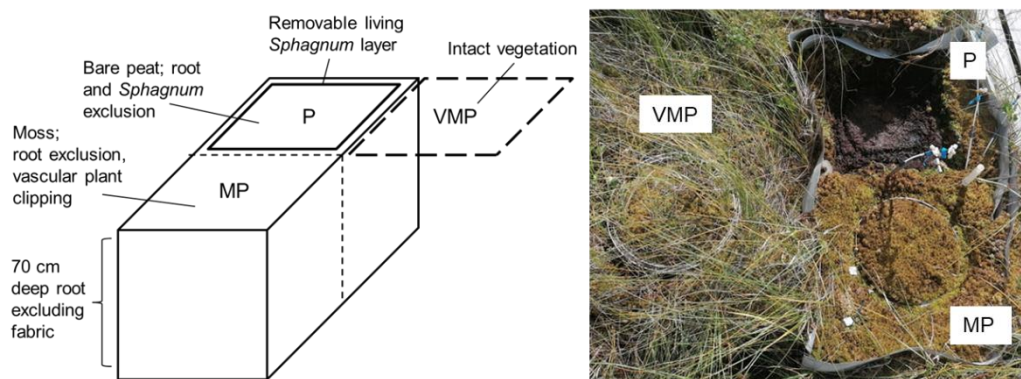 Removable living
Sphagnum layer
Intact vegetation
Bare peat; root
and Sphagnum
exclusion
P
VMP
Moss;
root exclusion,
vascular plant
clipping
MP
70 cm
deep root
excluding
fabric
P
VMP
MP